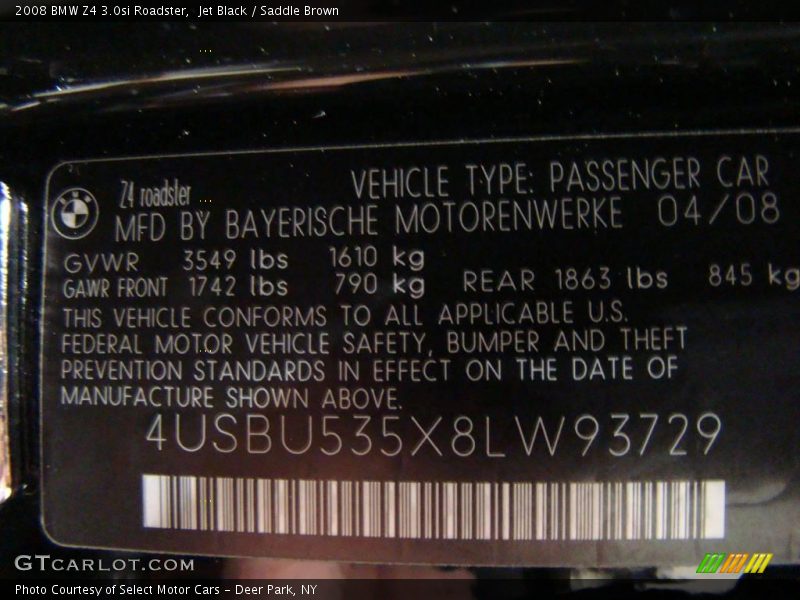 2008 BMW Z4 3.0si Roadster,  Jet Black / Saddle Brown
Z4 roadster
VEHICLE TYPE: PASSENGER CAR
MFD BY BAYERISCHE MOTORENWERKE 04/08
GVWR 3549 lbs 1610 kg
GAWR FRONT 1742 lbs 790 kg REAR 1863 lbs 845 kg
THIS VEHICLE CONFORMS TO ALL APPLICABLE U.S.
FEDERAL MOTOR VEHICLE SAFETY, BUMPER AND THEFT
PREVENTION STANDARDS IN EFFECT ON THE DATE OF
MANUFACTURE SHOWN ABOVE.
4USBU535X8LW93729
GTCARLOT.COM
Photo Courtesy of Select Motor Cars - Deer Park, NY